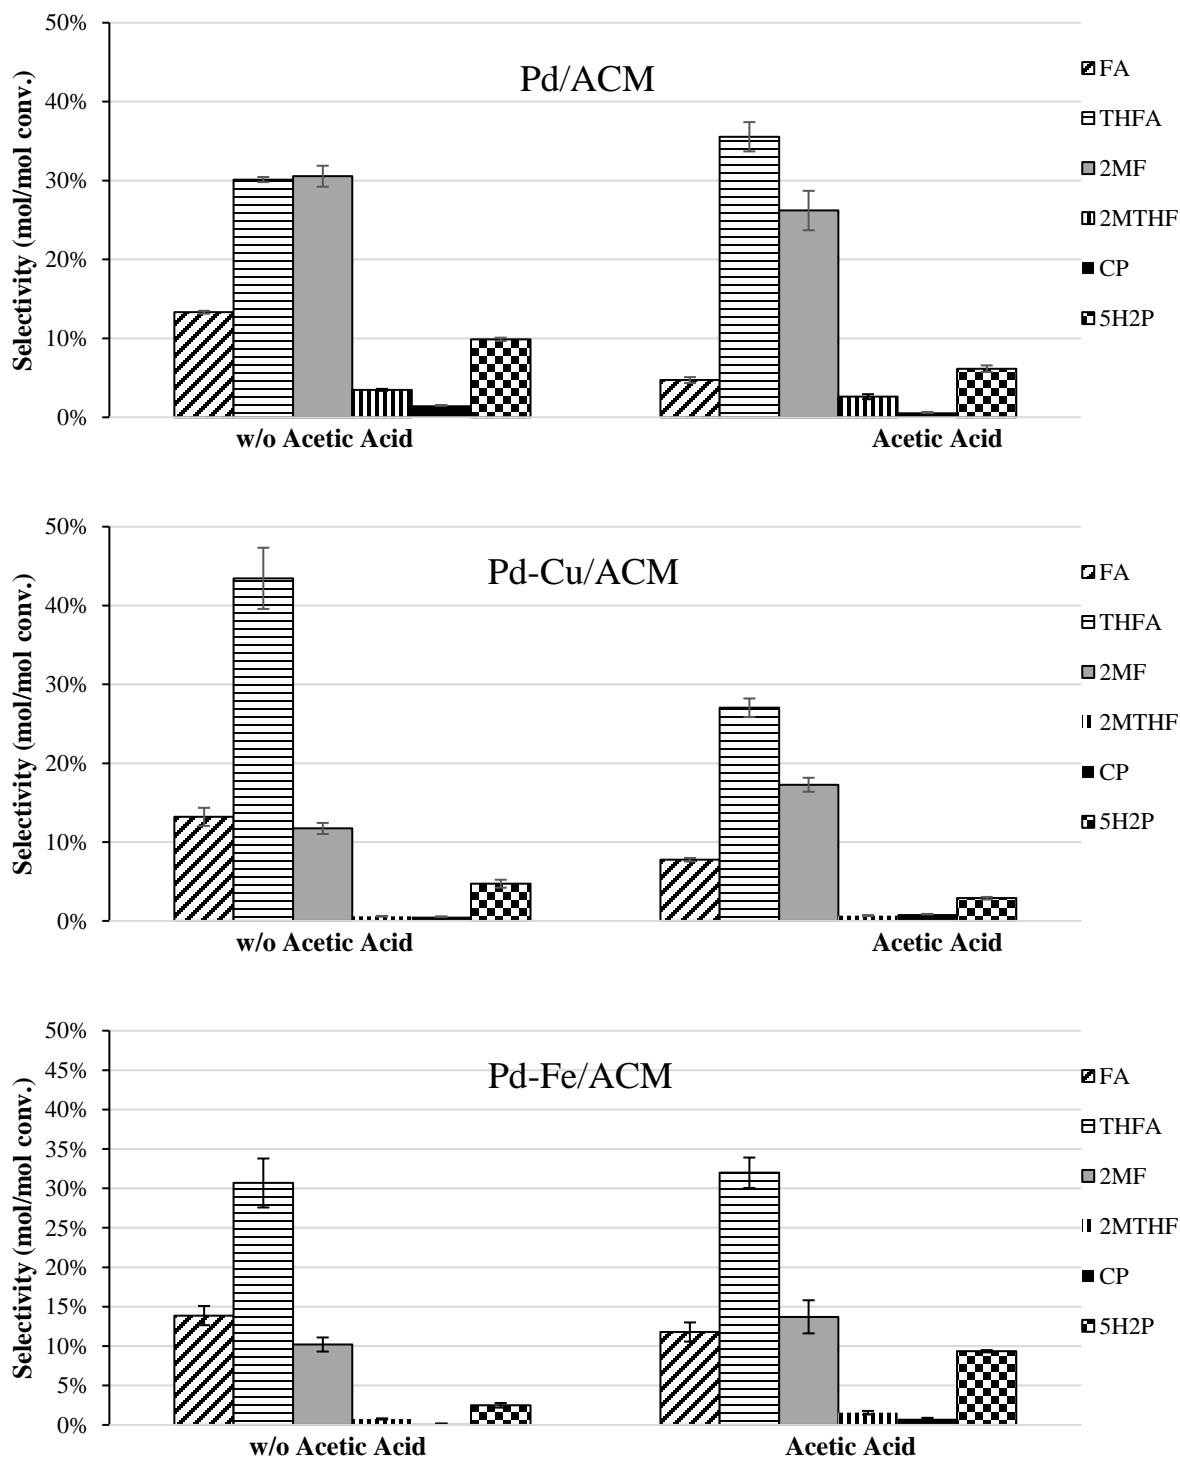 50%
40%
30%
20%
10%
0%
Selectivity (mol/mol conv.)
Pd/ACM
FA
THFA
2MF
2MTHF
CP
5H2P
w/o Acetic Acid
Acetic Acid
50%
40%
30%
20%
10%
0%
Selectivity (mol/mol conv.)
Pd-Cu/ACM
FA
THFA
2MF
2MTHF
CP
5H2P
w/o Acetic Acid
Acetic Acid
50%
45%
40%
35%
30%
25%
20%
15%
10%
5%
0%
Selectivity (mol/mol conv.)
Pd-Fe/ACM
FA
THFA
2MF
2MTHF
CP
5H2P
w/o Acetic Acid
Acetic Acid